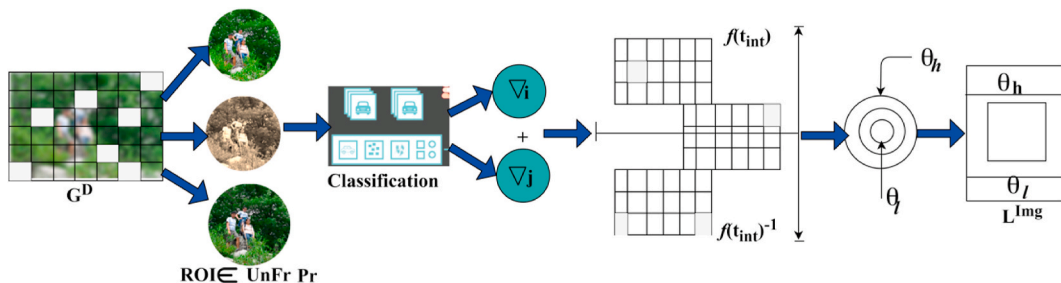 G^D
ROI∈ UnFr Pr
Classification
∇i
+
∇j
f(t_int)
f(t_int)^-1
θ_h
θ_l
θ_h
θ_l
L^Img